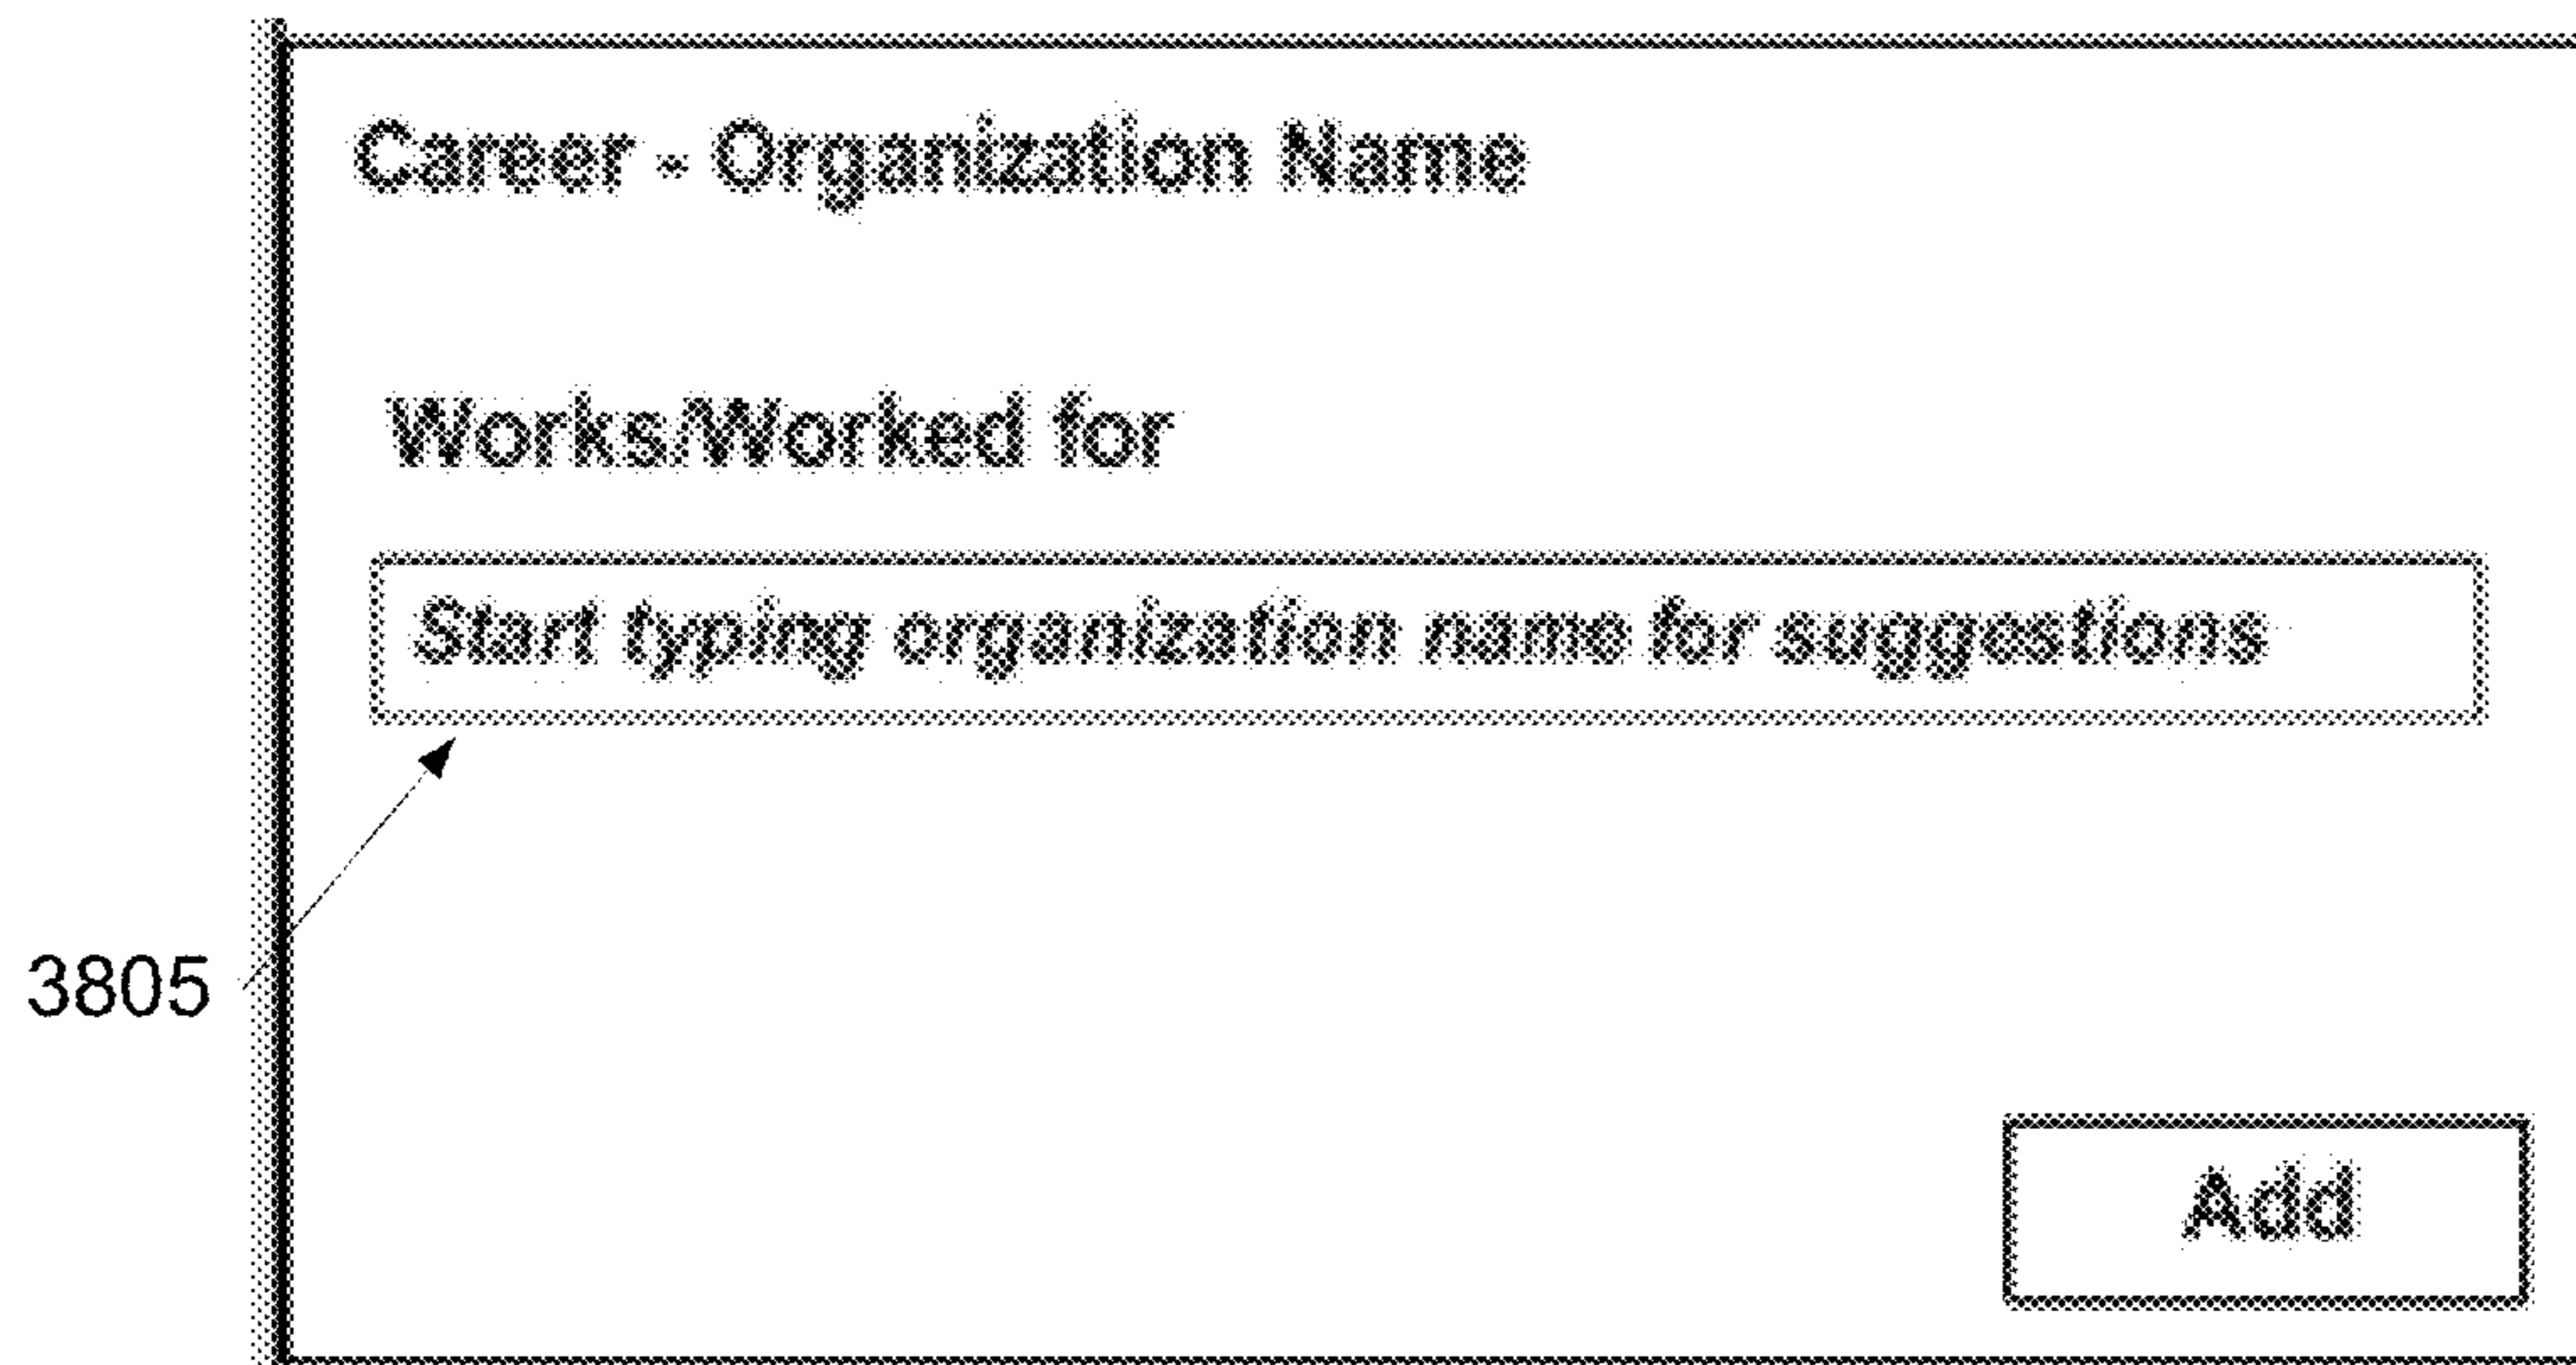 Career - Organization Name
Works/Worked for
Start typing organization name for suggestions
3805
Add